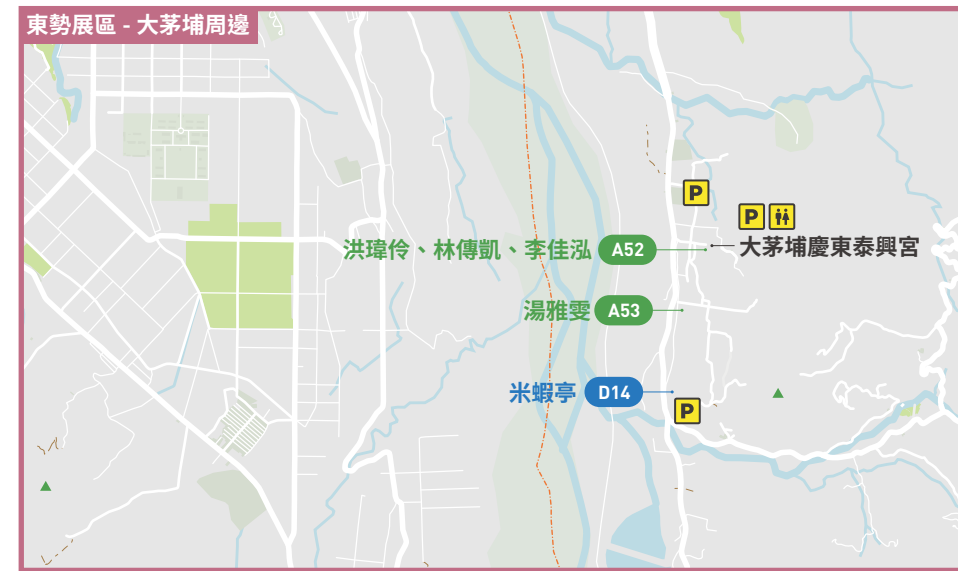 東勢展區 - 大茅埔周邊
P
P
大茅埔慶東泰興宮
洪瑋伶、林傳凱、李佳泓 A52
湯雅雯 A53
米蝦亭 D14
P